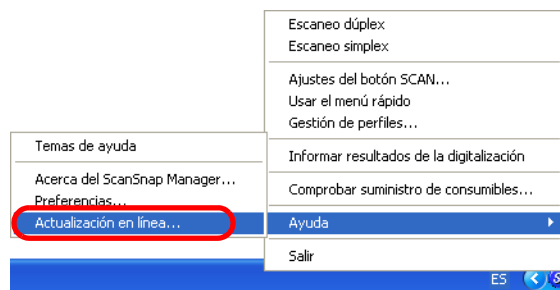 Escaneo dúplex
Escaneo simplex
Ajustes del botón SCAN...
Usar el menú rápido
Gestión de perfiles...
Informar resultados de la digitalización
Comprobar suministro de consumibles...
Ayuda
Salir
Temas de ayuda
Acerca del ScanSnap Manager...
Preferencias...
Actualización en línea...
ES